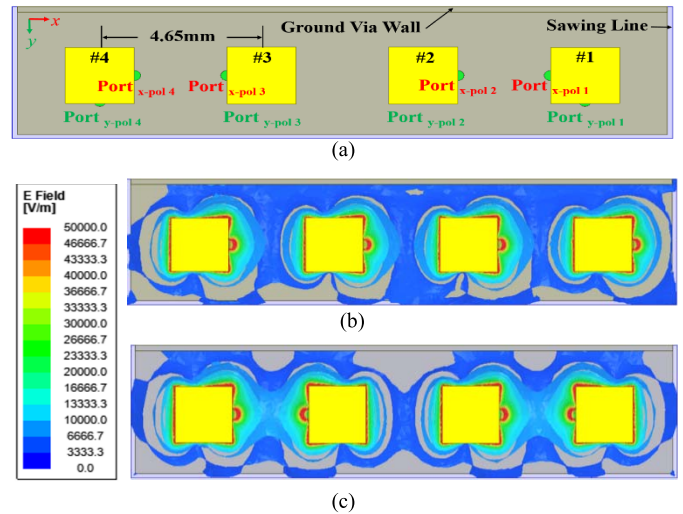 x
y
Ground Via Wall
Sawing Line
4.65mm
#4
#3
#2
#1
Port x-pol 4
Port x-pol 3
Port x-pol 2
Port x-pol 1
Port y-pol 4
Port y-pol 3
Port y-pol 2
Port y-pol 1
(a)
E Field
[V/m]
50000.0
46666.7
43333.3
40000.0
36666.7
33333.3
30000.0
26666.7
23333.3
20000.0
16666.7
13333.3
10000.0
6666.7
3333.3
0.0
(b)
(c)